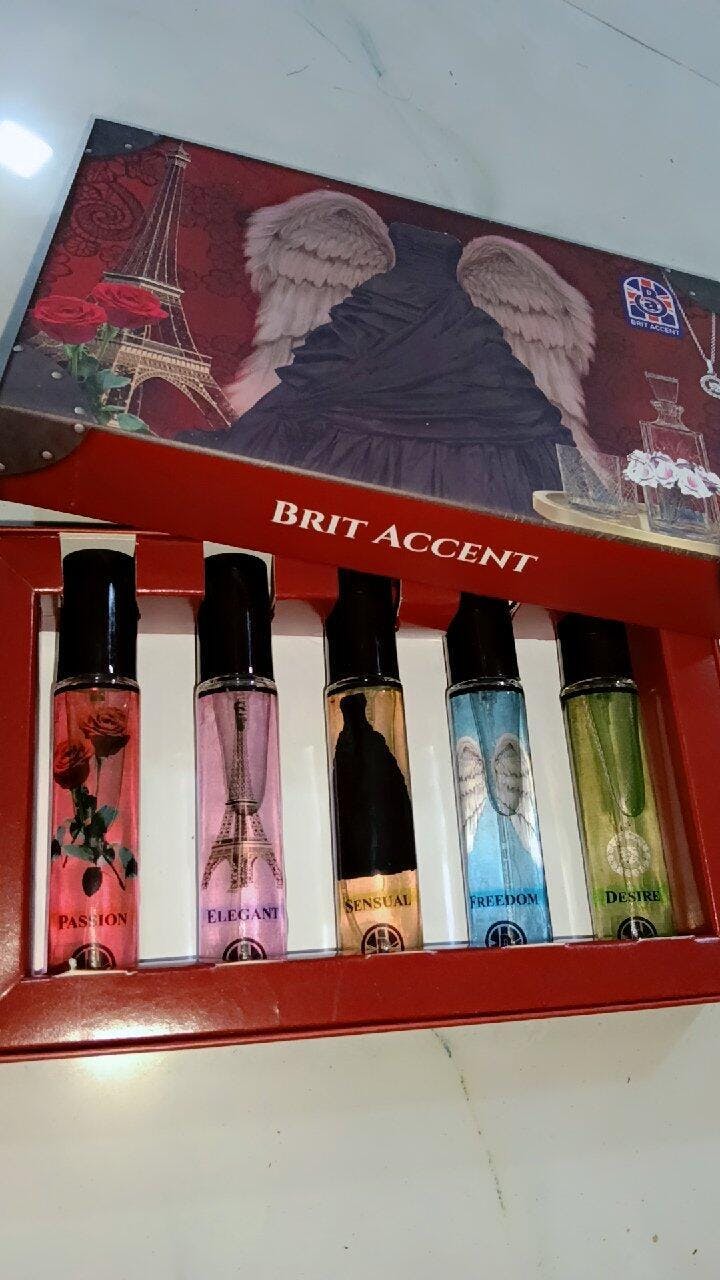 BRIT ACCENT
BRIT ACCENT
PASSION
ELEGANT
SENSUAL
FREEDOM
DESIRE